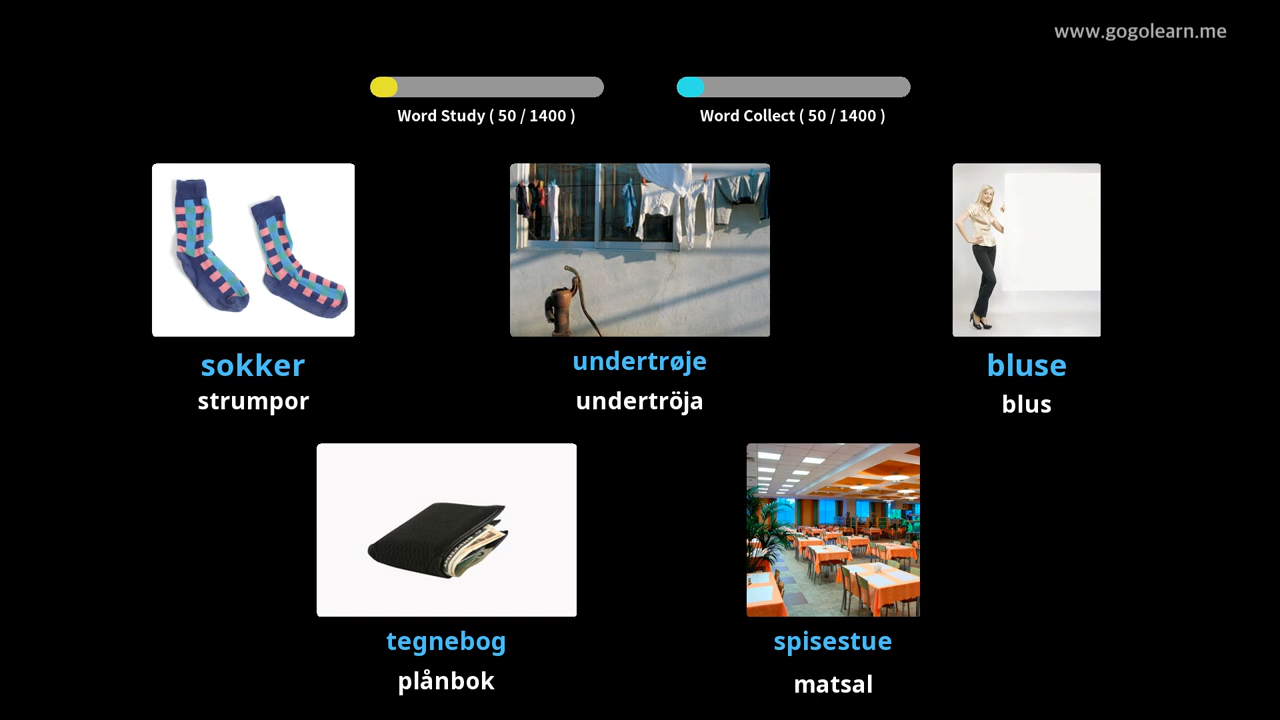 www.gogolearn.me
Word Study ( 50 / 1400 )
Word Collect ( 50 / 1400 )
sokker
strumpor
undertrøje
undertröja
bluse
blus
tegnebog
plånbok
spisestue
matsal